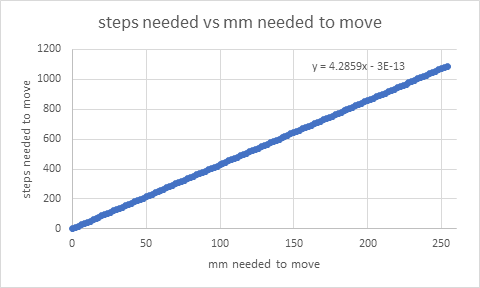 steps needed vs mm needed to move
1200
y = 4.2859x - 3E-13
1000
800
600
400
200
0
steps needed to move
0 50 100 150 200 250
mm needed to move